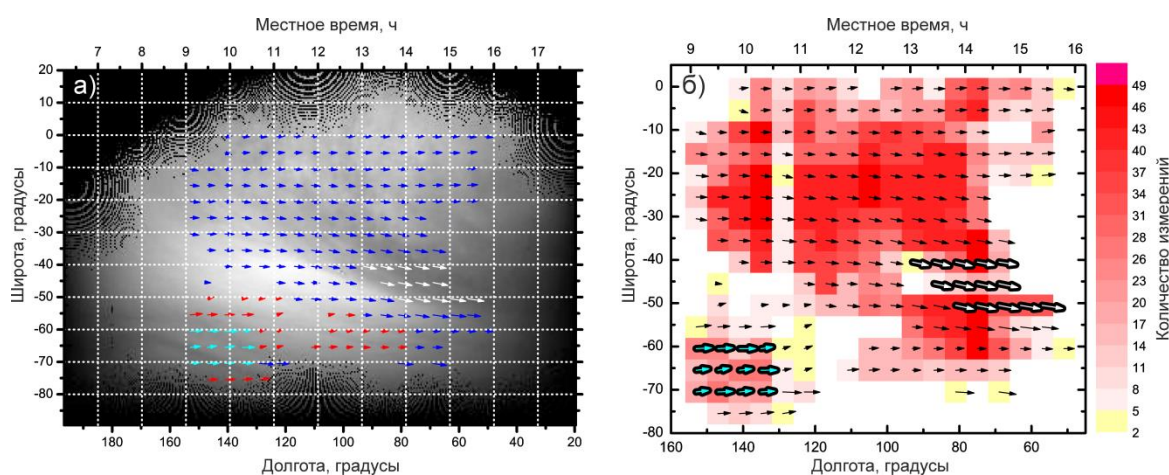 Местное время, ч
7 8 9 10 11 12 13 14 15 16 17
а)
20
10
0
-10
-20
-30
-40
-50
-60
-70
-80
Широта, градусы
180 160 140 120 100 80 60 40 20
Долгота, градусы
Местное время, ч
9 10 11 12 13 14 15 16
б)
0
-10
-20
-30
-40
-50
-60
-70
-80
Широта, градусы
160 140 120 100 80 60
Долгота, градусы
49
46
43
40
37
34
32
29
26
23
20
17
14
11
8
5
2
Количество измерений